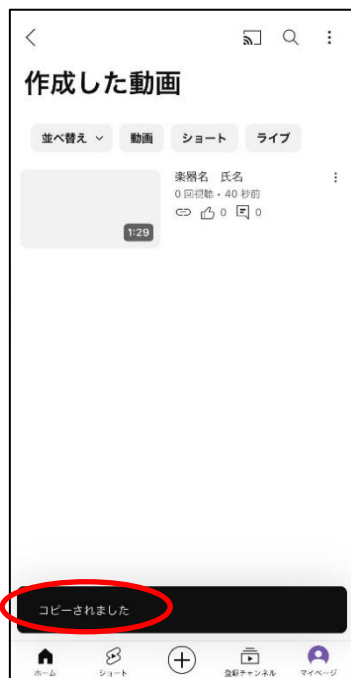 作成した動画
並べ替え 動画 ショート ライブ
楽器名 氏名
0 回視聴・40 秒前
0 0
1:29
コピーされました
ホーム ショート 登録チャンネル マイページ